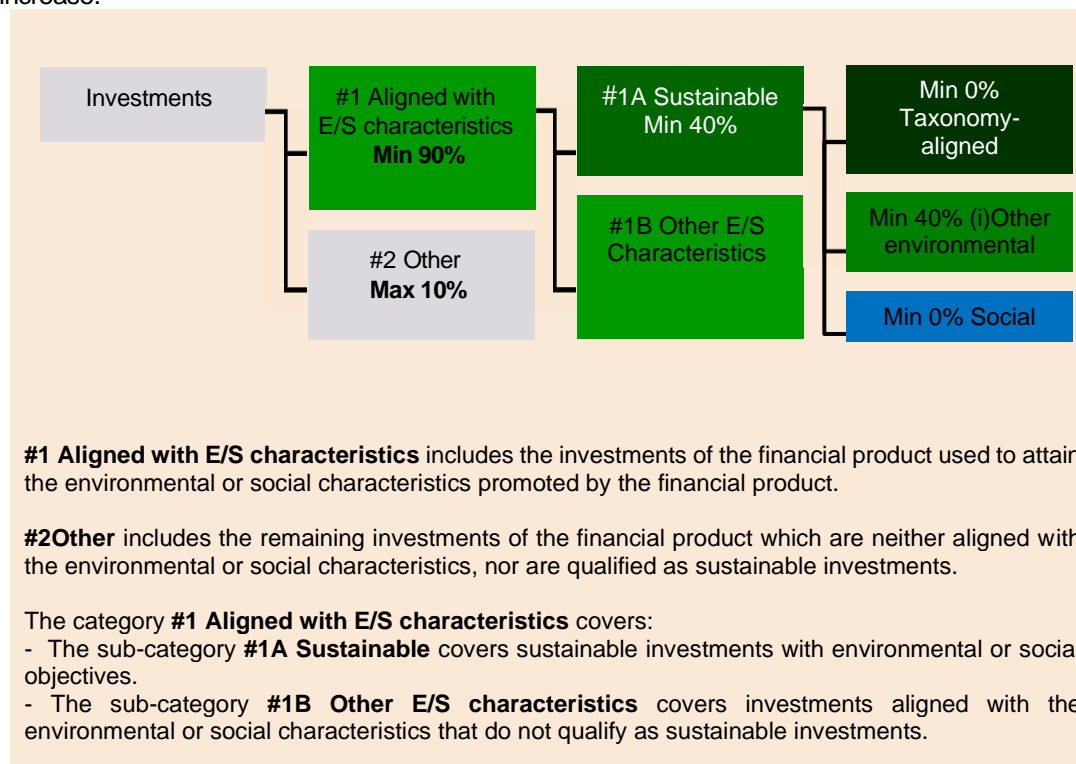 increase.
Investments
#1 Aligned with
E/S characteristics
Min 90%
#2 Other
Max 10%
#1A Sustainable
Min 40%
#1B Other E/S
Characteristics
Min 0%
Taxonomy-
aligned
Min 40% (i)Other
environmental
Min 0% Social
#1 Aligned with E/S characteristics includes the investments of the financial product used to attain
the environmental or social characteristics promoted by the financial product.
#2Other includes the remaining investments of the financial product which are neither aligned with
the environmental or social characteristics, nor are qualified as sustainable investments.
The category #1 Aligned with E/S characteristics covers:
- The sub-category #1A Sustainable covers sustainable investments with environmental or social
objectives.
- The sub-category #1B Other E/S characteristics covers investments aligned with the
environmental or social characteristics that do not qualify as sustainable investments.